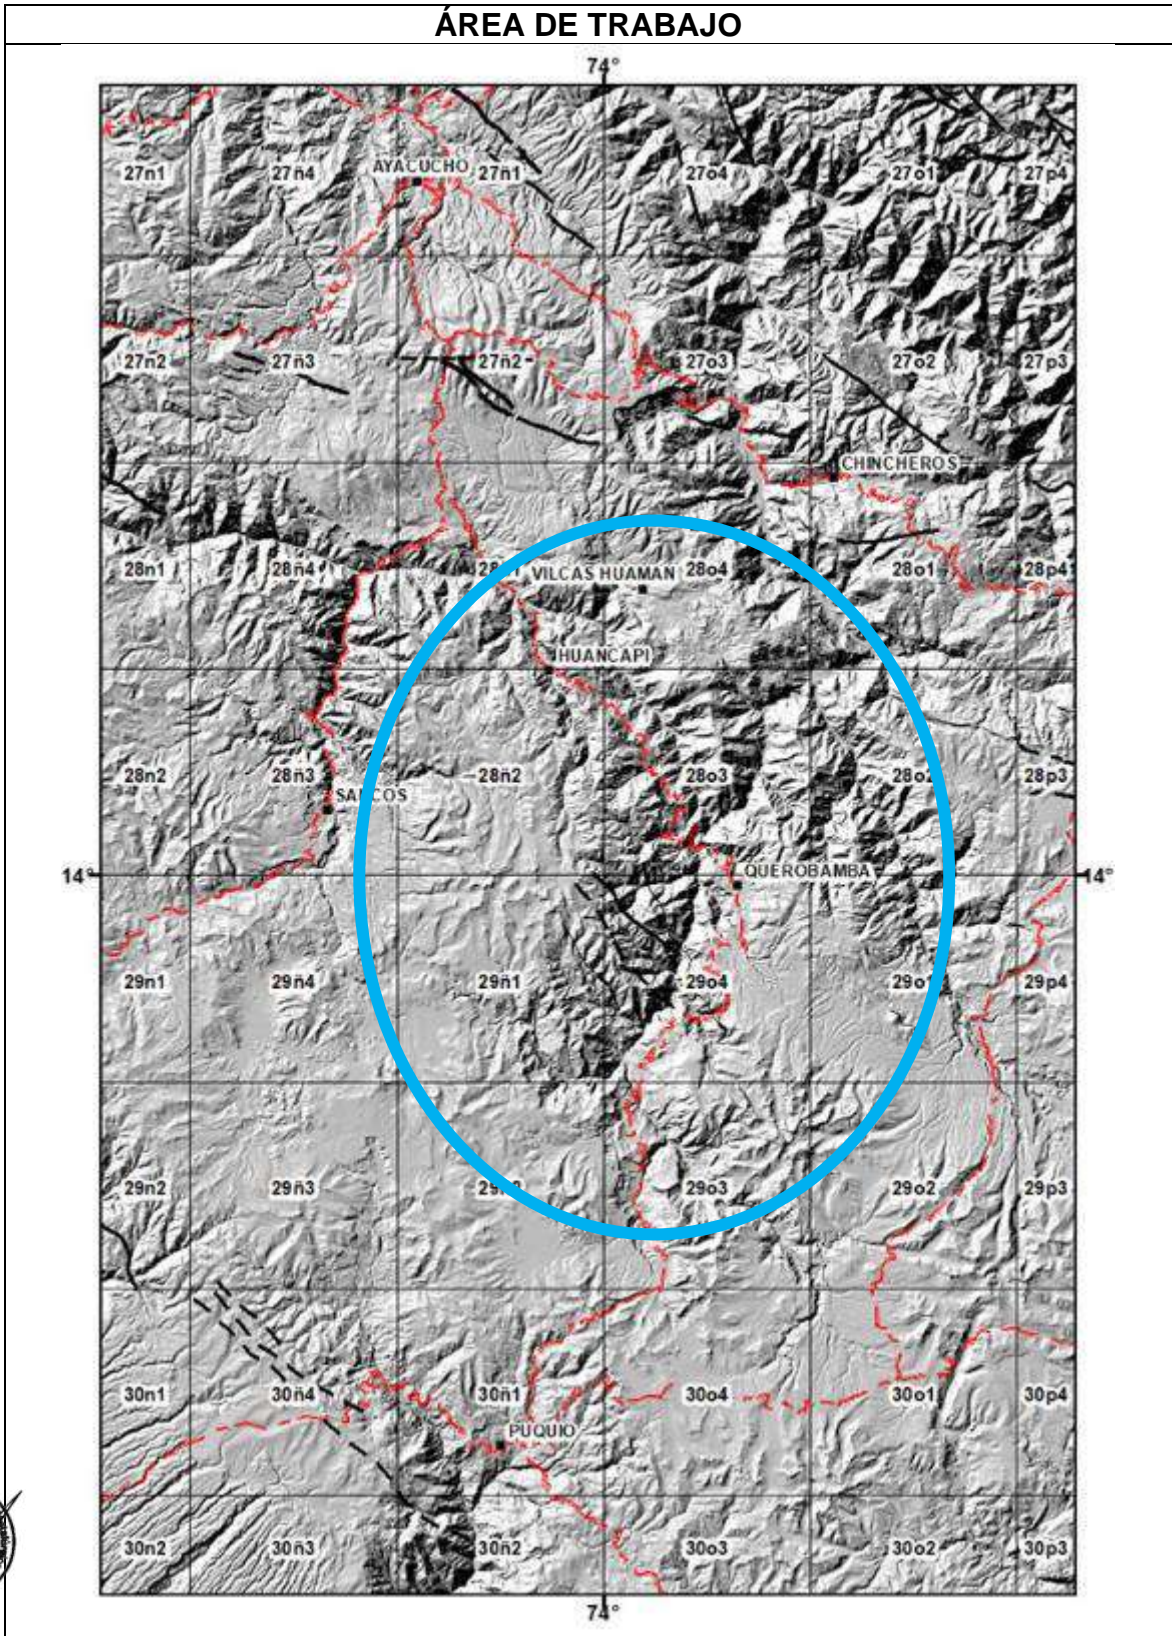 ÁREA DE TRABAJO
74°
27n1 27ñ4 AYACUCHO 27ñ1 27o4 27o1 27p4
27n2 27ñ3 27ñ2 27o3 27o2 27p3
CHINCHEROS
28n1 28ñ4 VILCAS HUAMAN 28o4 28o1 28p4
HUANCAPI
28n2 28ñ3 28ñ2 28o3 28o2 28p3
14° QUEROBAMBA 14°
29n1 29ñ4 29ñ1 29o4 29o1 29p4
29n2 29ñ3 29o3 29o2 29p3
30n1 30ñ4 30ñ1 30o4 30o1 30p4
PUQUIO
30n2 30ñ3 30ñ2 30o3 30o2 30p3
74°